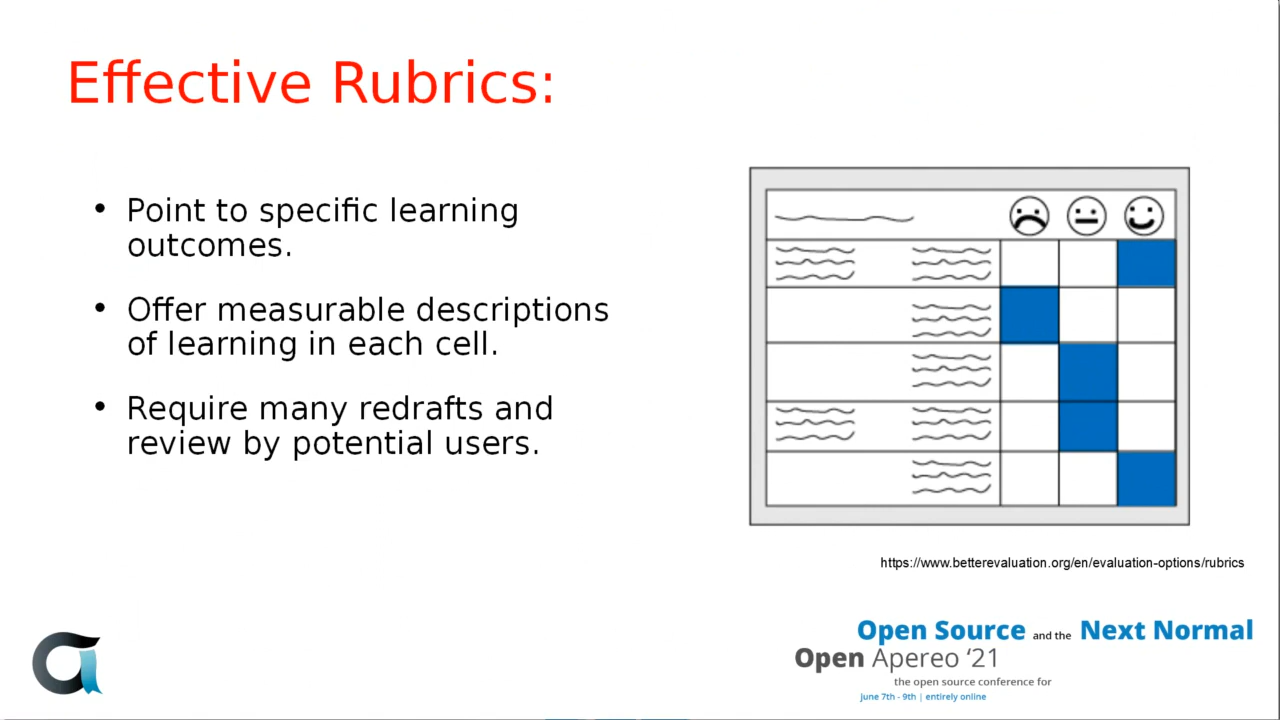 Effective Rubrics:
• Point to specific learning
outcomes.
• Offer measurable descriptions
of learning in each cell.
• Require many redrafts and
review by potential users.
https://www.betterevaluation.org/en/evaluation-options/rubrics
Open Source and the Next Normal
Open Apereo ‘21
the open source conference for
June 7th - 9th | entirely online